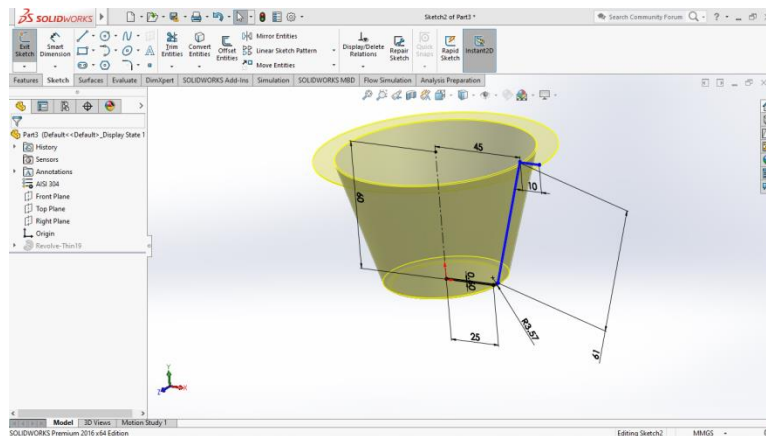 SOLIDWORKS
Sketch2 of Part3 *
Search Community Forum
Exit Sketch
Smart Dimension
Trim Entities
Convert Entities
Offset Entities
Mirror Entities
Linear Sketch Pattern
Move Entities
Display/Delete Relations
Repair Sketch
Quick Snaps
Rapid Sketch
Instant2D
Features Sketch Surfaces Evaluate DimXpert SOLIDWORKS Add-Ins Simulation SOLIDWORKS MBD Flow Simulation Analysis Preparation
Part3 (Default<<Default>_Display State 1
History
Sensors
Annotations
AISI 304
Front Plane
Top Plane
Right Plane
Origin
Revolve-Thin19
45
10
60
0.50
R3.57
25
61
Y
X
Z
Model 3D Views Motion Study 1
SOLIDWORKS Premium 2016 x64 Edition
Editing Sketch2 MMGS